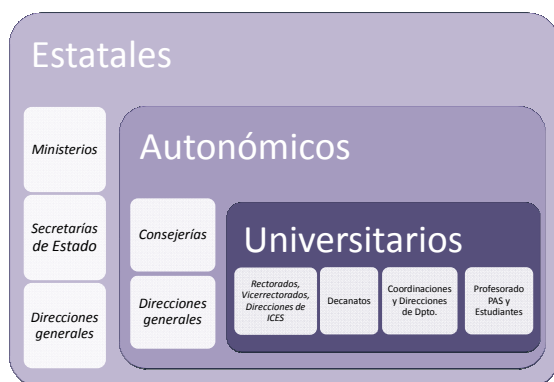 Estatales
Ministerios
Secretarías
de Estado
Direcciones
generales
Autonómicos
Consejerías
Direcciones
generales
Universitarios
Rectorados,
Vicerrectorados,
Direcciones de
ICES
Decanatos
Coordinaciones
y Direcciones
de Dpto.
Profesorado
PAS y
Estudiantes